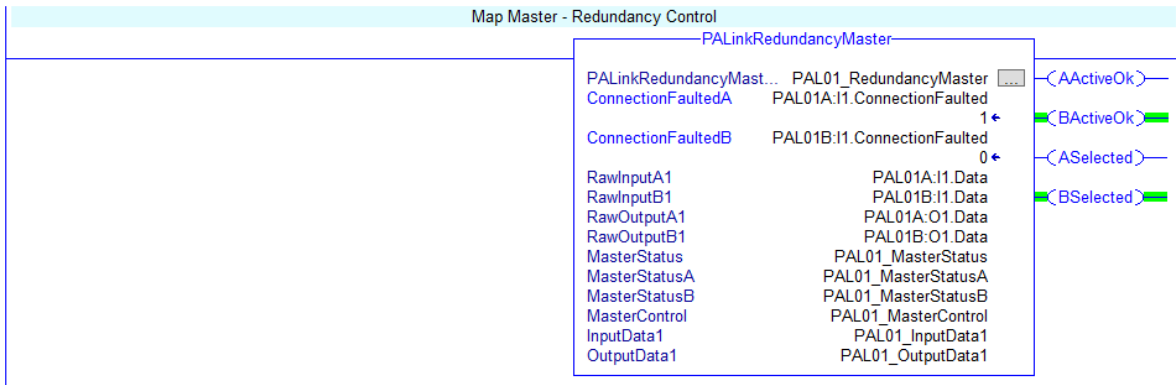 Map Master - Redundancy Control
PALinkRedundancyMaster
PALinkRedundancyMast... PAL01_RedundancyMaster ... AActiveOk
ConnectionFaultedA PAL01A:I1.ConnectionFaulted
1 BActiveOk
ConnectionFaultedB PAL01B:I1.ConnectionFaulted
0 ASelected
RawInputA1 PAL01A:I1.Data
RawInputB1 PAL01B:I1.Data BSelected
RawOutputA1 PAL01A:O1.Data
RawOutputB1 PAL01B:O1.Data
MasterStatus PAL01_MasterStatus
MasterStatusA PAL01_MasterStatusA
MasterStatusB PAL01_MasterStatusB
MasterControl PAL01_MasterControl
InputData1 PAL01_InputData1
OutputData1 PAL01_OutputData1